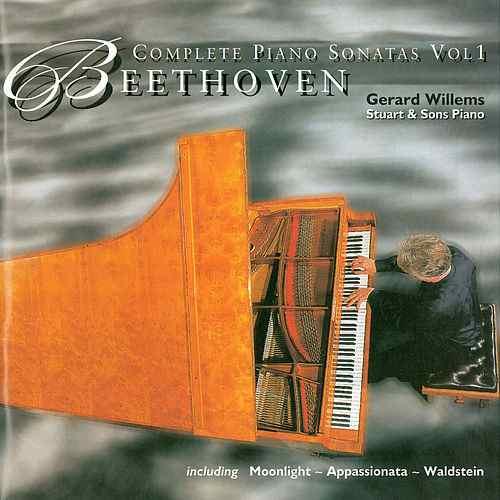 COMPLETE PIANO SONATAS VOL 1
BEETHOVEN
Gerard Willems
Stuart & Sons Piano
including Moonlight ~ Appassionata ~ Waldstein